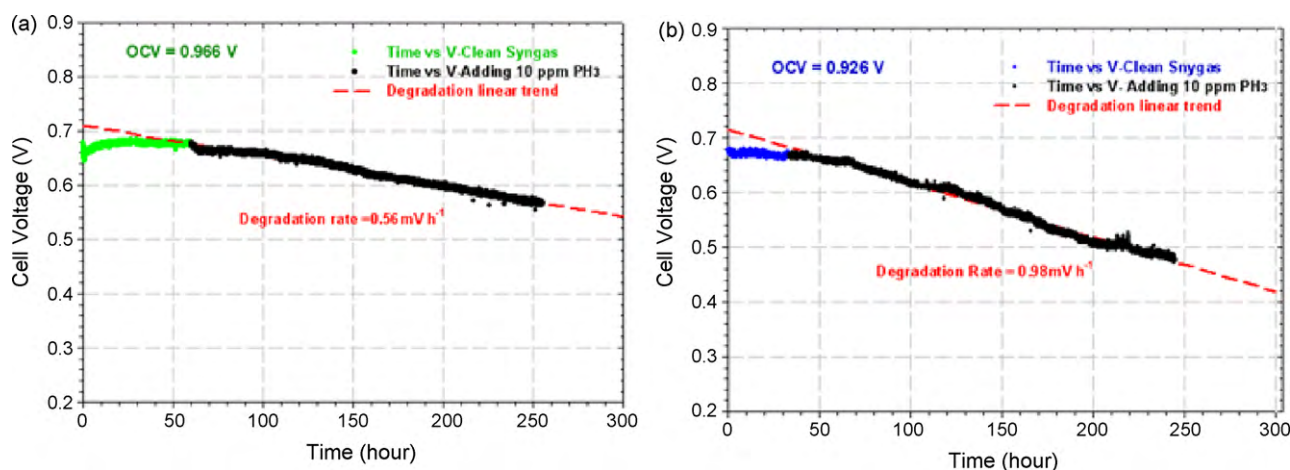 (a)
OCV = 0.966 V
Time vs V-Clean Syngas
Time vs V-Adding 10 ppm PH3
Degradation linear trend
Degradation rate =0.56 mV h-1
Cell Voltage (V)
0.9
0.8
0.7
0.6
0.5
0.4
0.3
0.2
0 50 100 150 200 250 300
Time (hour)
(b)
OCV = 0.926 V
Time vs V-Clean Snygas
Time vs V- Adding 10 ppm PH3
Degradation linear trend
Degradation Rate = 0.98mV h-1
Cell Voltage (V)
0.9
0.8
0.7
0.6
0.5
0.4
0.3
0.2
0 50 100 150 200 250 300
Time (hour)